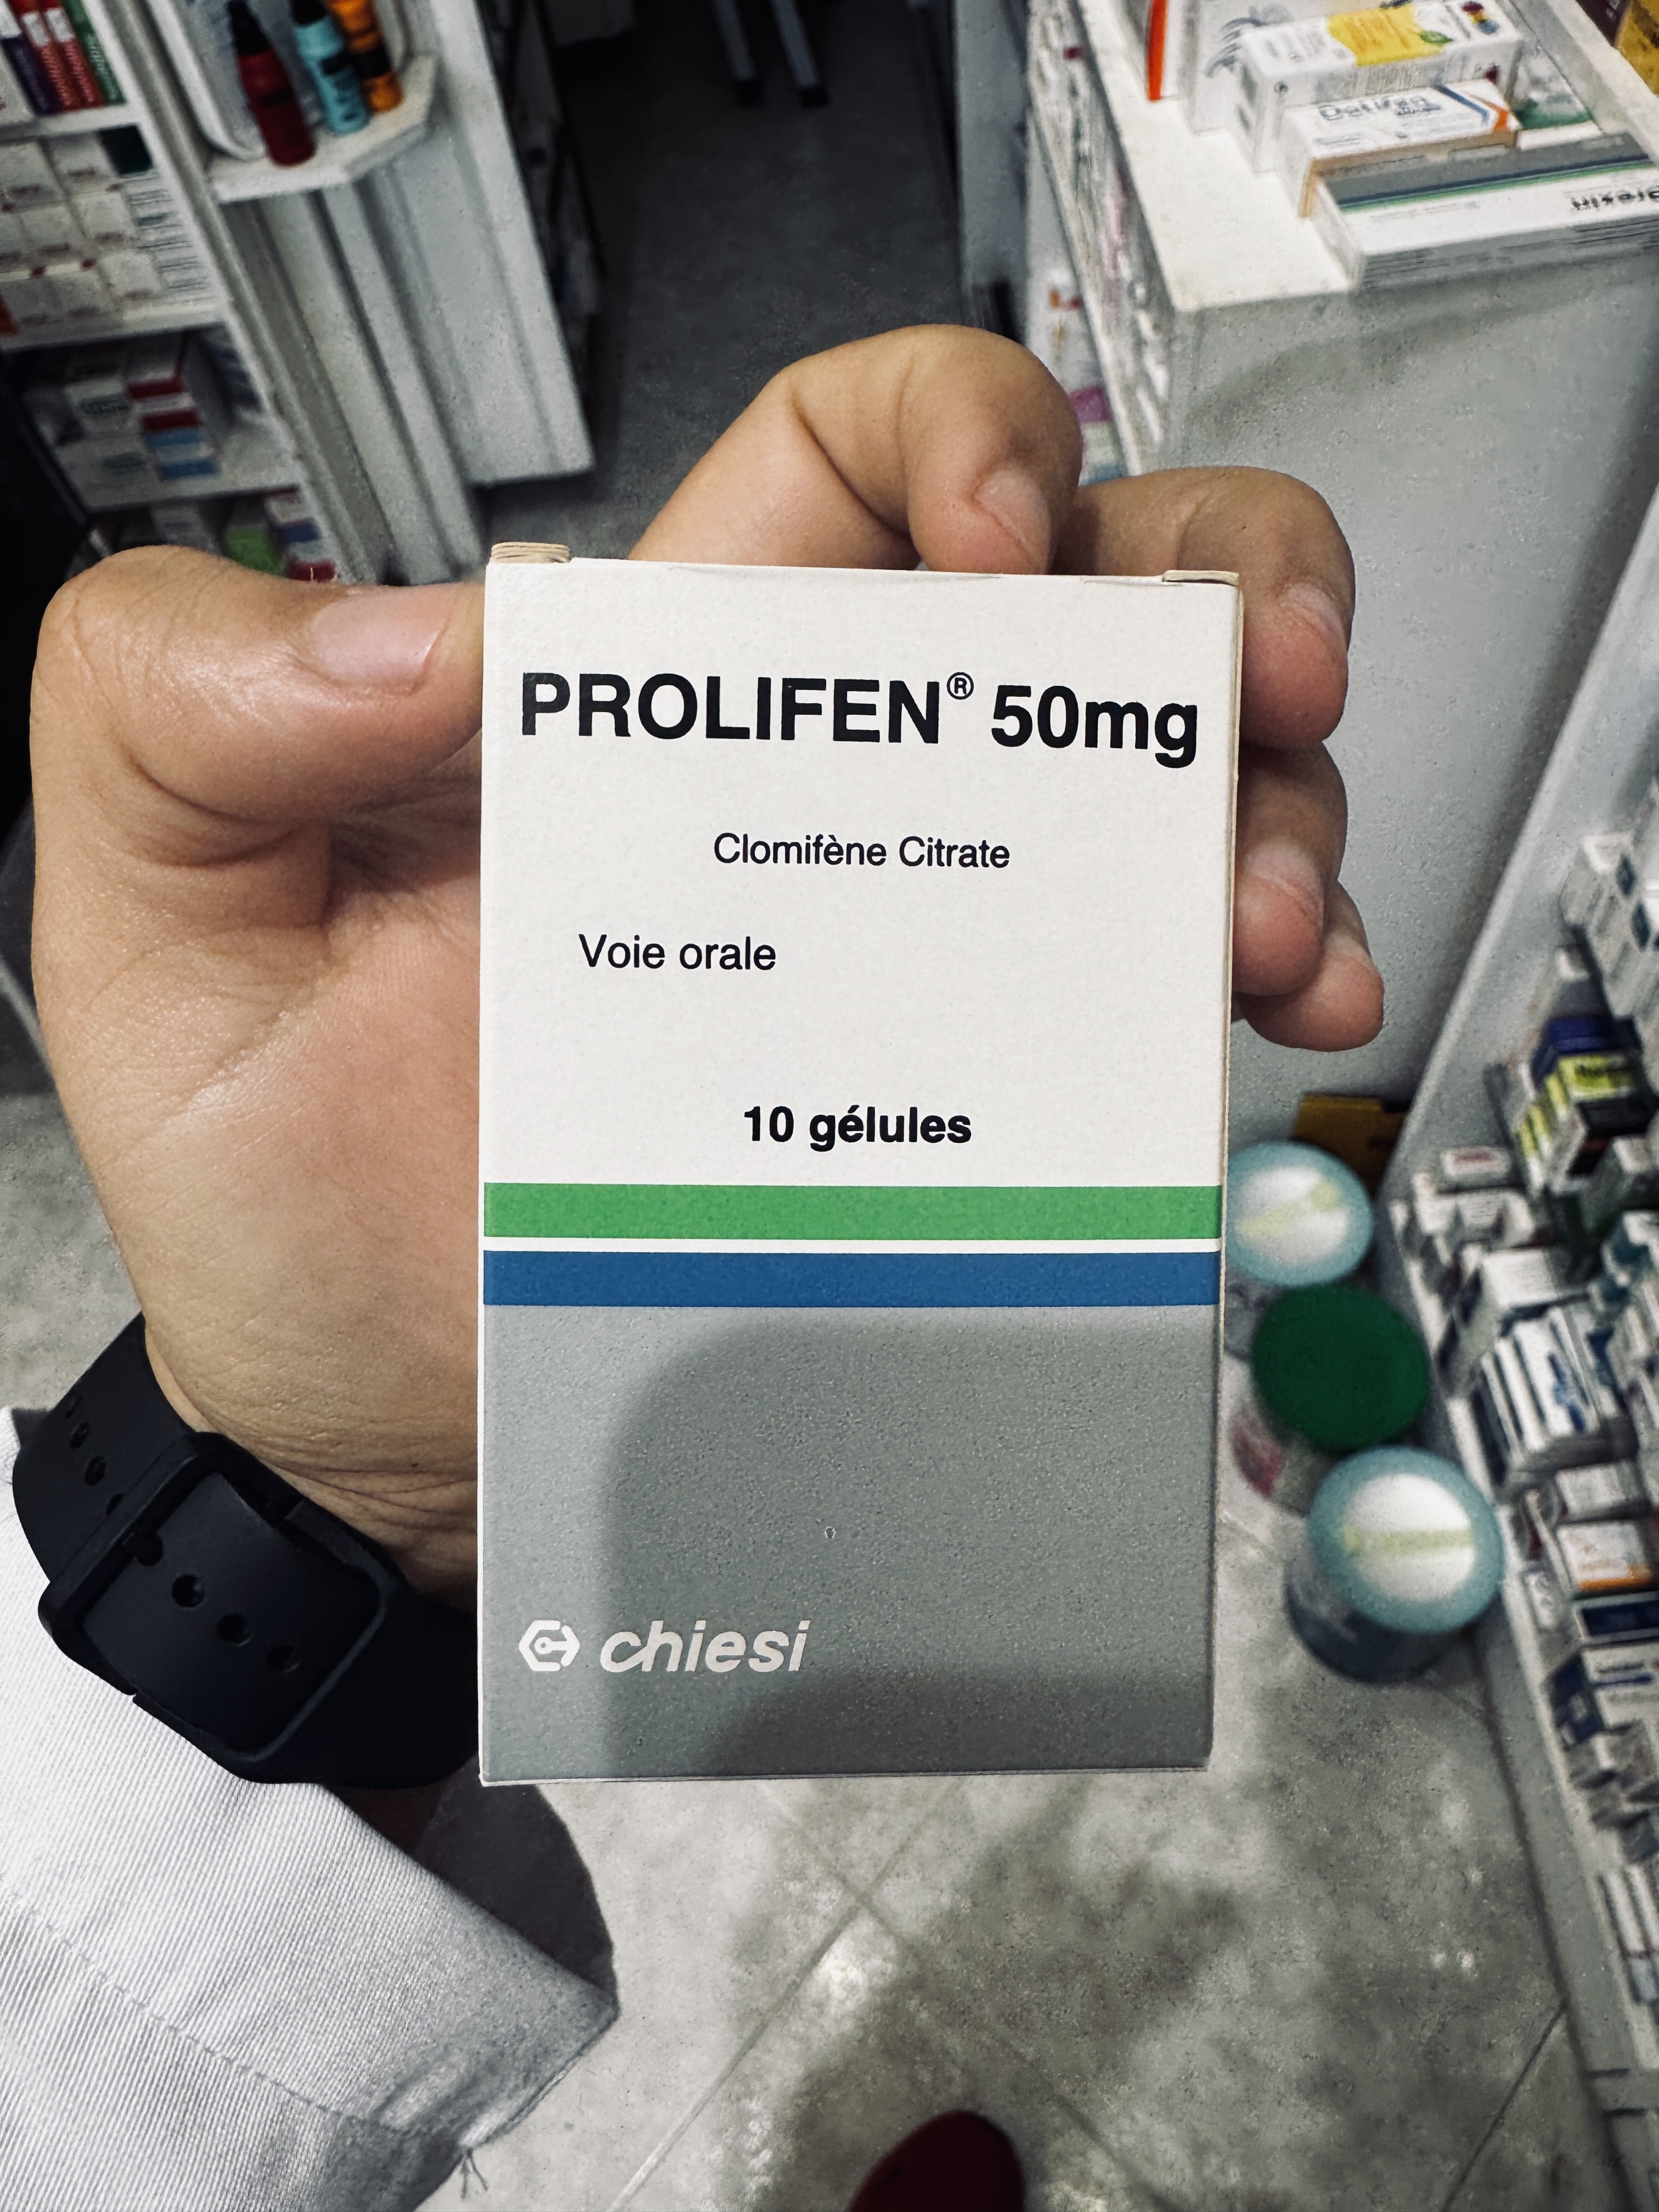 PROLIFEN® 50mg
Clomifène Citrate
Voie orale
10 gélules
chiesi